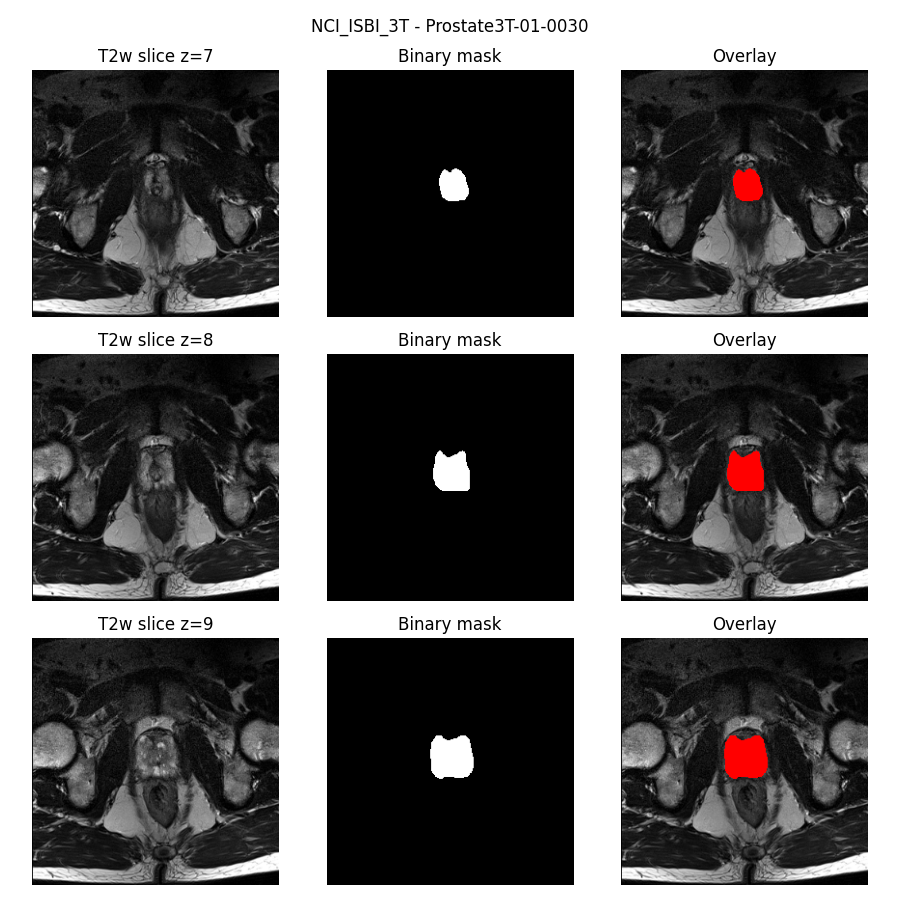 NCI_ISBI_3T - Prostate3T-01-0030
T2w slice z=7
Binary mask
Overlay
T2w slice z=8
Binary mask
Overlay
T2w slice z=9
Binary mask
Overlay